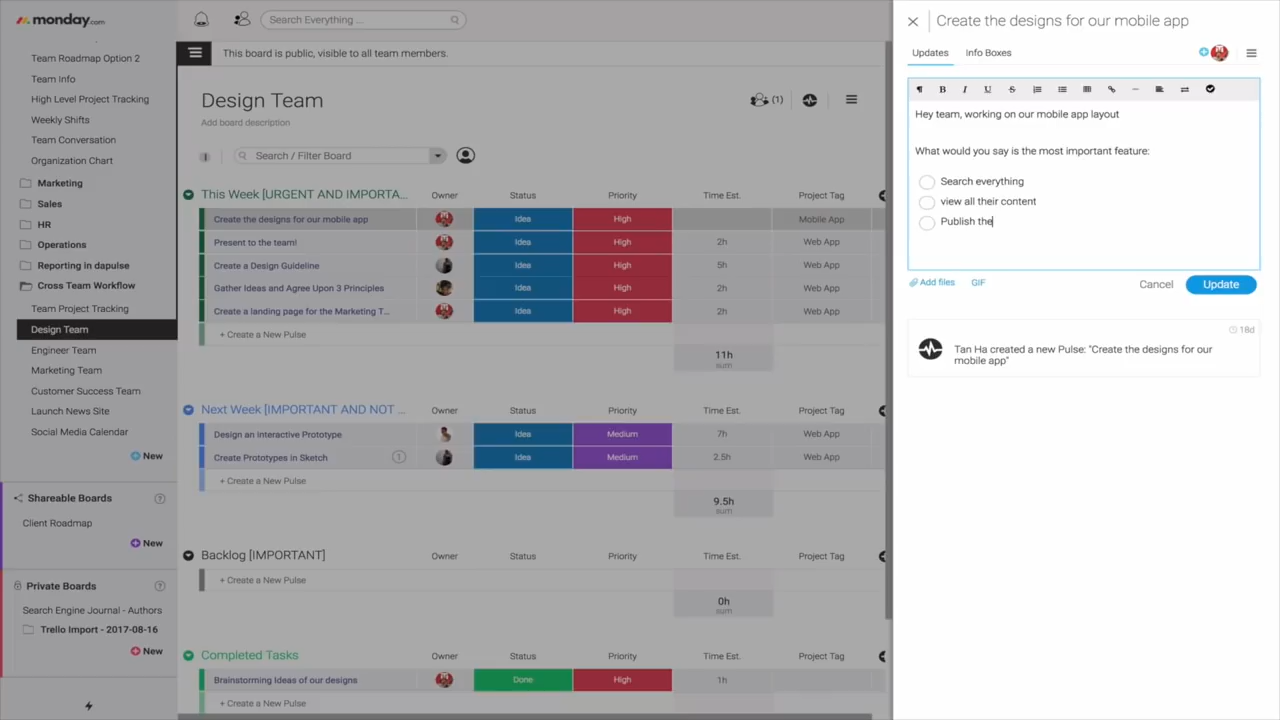 monday.com
Team Roadmap Option 2
Team Info
High Level Project Tracking
Weekly Shifts
Team Conversation
Organization Chart
Marketing
Sales
HR
Operations
Reporting in dapulse
Cross Team Workflow
Team Project Tracking
Design Team
Engineer Team
Marketing Team
Customer Success Team
Launch News Site
Social Media Calendar
New
Shareable Boards ?
Client Roadmap
New
Private Boards ?
Search Engine Journal - Authors
Trello Import - 2017-08-16
New
Search Everything ...
This board is public, visible to all team members.
Design Team
(1)
Add board description
Search / Filter Board
This Week [URGENT AND IMPORTA... Owner Status Priority Time Est. Project Tag
Create the designs for our mobile app Idea High Mobile App
Present to the team! Idea High 2h Web App
Create a Design Guideline Idea High 5h Web App
Father Ideas and Agree Upon 3 Principles Idea High 2h Web App
Create a landing page for the Marketing T... Idea High 2h Web App
+ Create a New Pulse
11h
sum
Next Week [IMPORTANT AND NOT ... Owner Status Priority Time Est. Project Tag
Design an Interactive Prototype Idea Medium 7h Web App
Create Prototypes in Sketch 1 Idea Medium 2.5h Web App
+ Create a New Pulse
9.5h
sum
Backlog [IMPORTANT] Owner Status Priority Time Est. Project Tag
+ Create a New Pulse
0h
sum
Completed Tasks Owner Status Priority Time Est. Project Tag
Brainstorming Ideas of our designs Done High 1h
+ Create a New Pulse
Create the designs for our mobile app
Updates Info Boxes
B I U S
Hey team, working on our mobile app layout
What would you say is the most important feature:
Search everything
view all their content
Publish the
Add files GIF Cancel Update
18d
Tan Ha created a new Pulse: "Create the designs for our
mobile app"